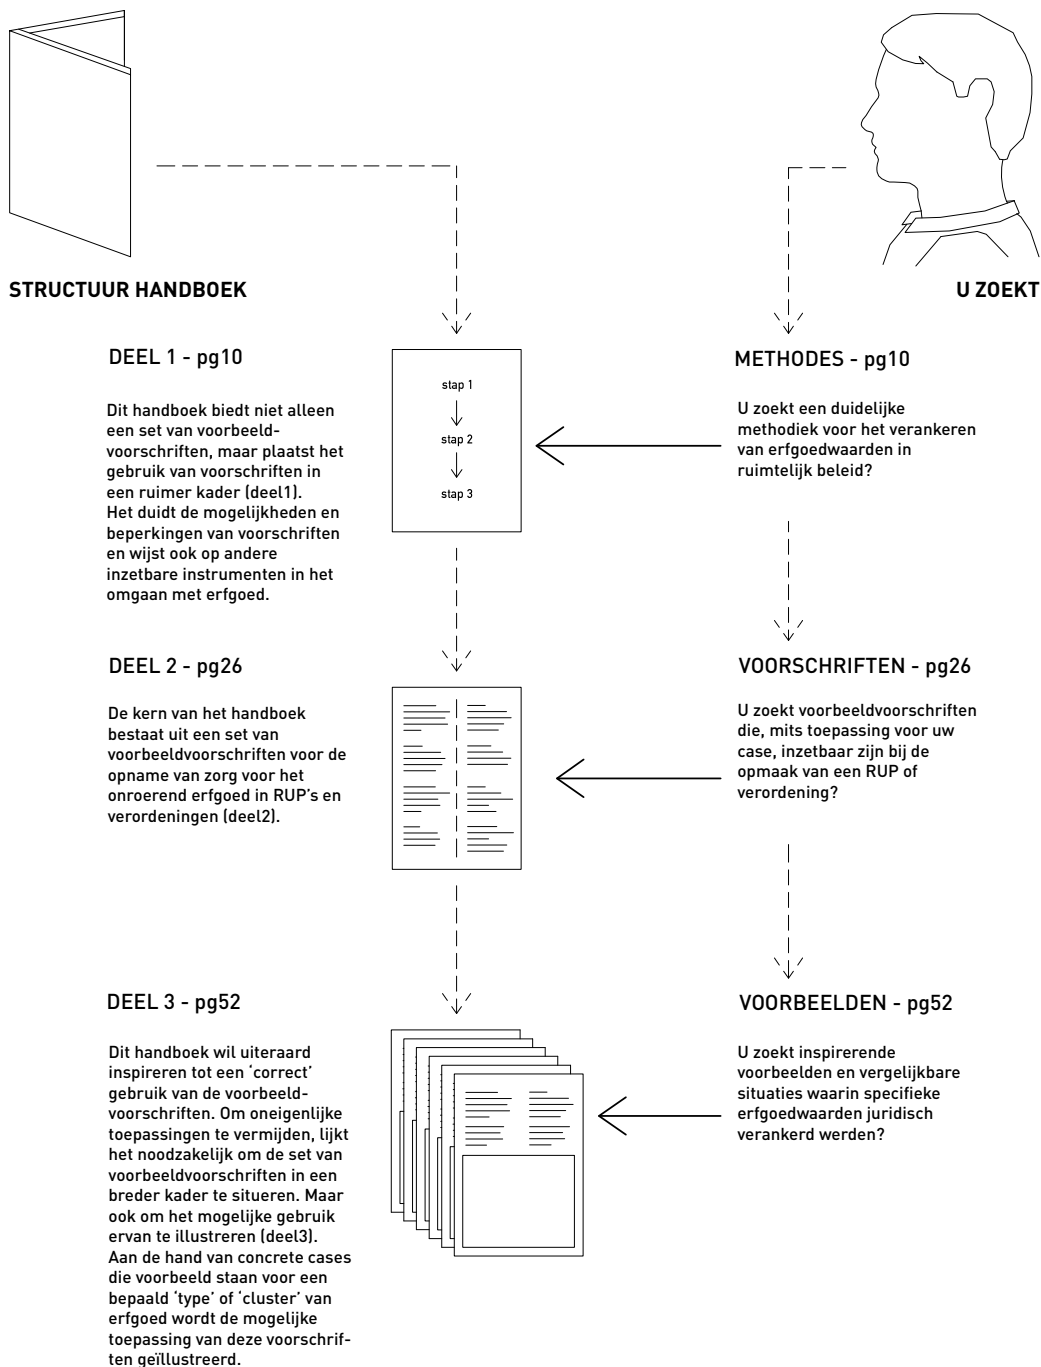 STRUCTUUR HANDBOEK
U ZOEKT
DEEL 1 - pg10
Dit handboek biedt niet alleen
een set van voorbeeld-
voorschriften, maar plaatst het
gebruik van voorschriften in
een ruimer kader (deel1).
Het duidt de mogelijkheden en
beperkingen van voorschriften
en wijst ook op andere
inzetbare instrumenten in het
omgaan met erfgoed.
stap 1
stap 2
stap 3
METHODES - pg10
U zoekt een duidelijke
methodiek voor het verankeren
van erfgoedwaarden in
ruimtelijk beleid?
DEEL 2 - pg26
De kern van het handboek
bestaat uit een set van
voorbeeldvoorschriften voor de
opname van zorg voor het
onroerend erfgoed in RUP's en
verordeningen (deel2).
VOORSCHRIFTEN - pg26
U zoekt voorbeeldvoorschriften
die, mits toepassing voor uw
case, inzetbaar zijn bij de
opmaak van een RUP of
verordening?
DEEL 3 - pg52
Dit handboek wil uiteraard
inspireren tot een ‘correct’
gebruik van de voorbeeld-
voorschriften. Om oneigenlijke
toepassingen te vermijden, lijkt
het noodzakelijk om de set van
voorbeeldvoorschriften in een
breder kader te situeren. Maar
ook om het mogelijke gebruik
ervan te illustreren (deel3).
Aan de hand van concrete cases
die voorbeeld staan voor een
bepaald ‘type’ of ‘cluster’ van
erfgoed wordt de mogelijke
toepassing van deze voorschrif-
ten geïllustreerd.
VOORBEELDEN - pg52
U zoekt inspirerende
voorbeelden en vergelijkbare
situaties waarin specifieke
erfgoedwaarden juridisch
verankerd werden?